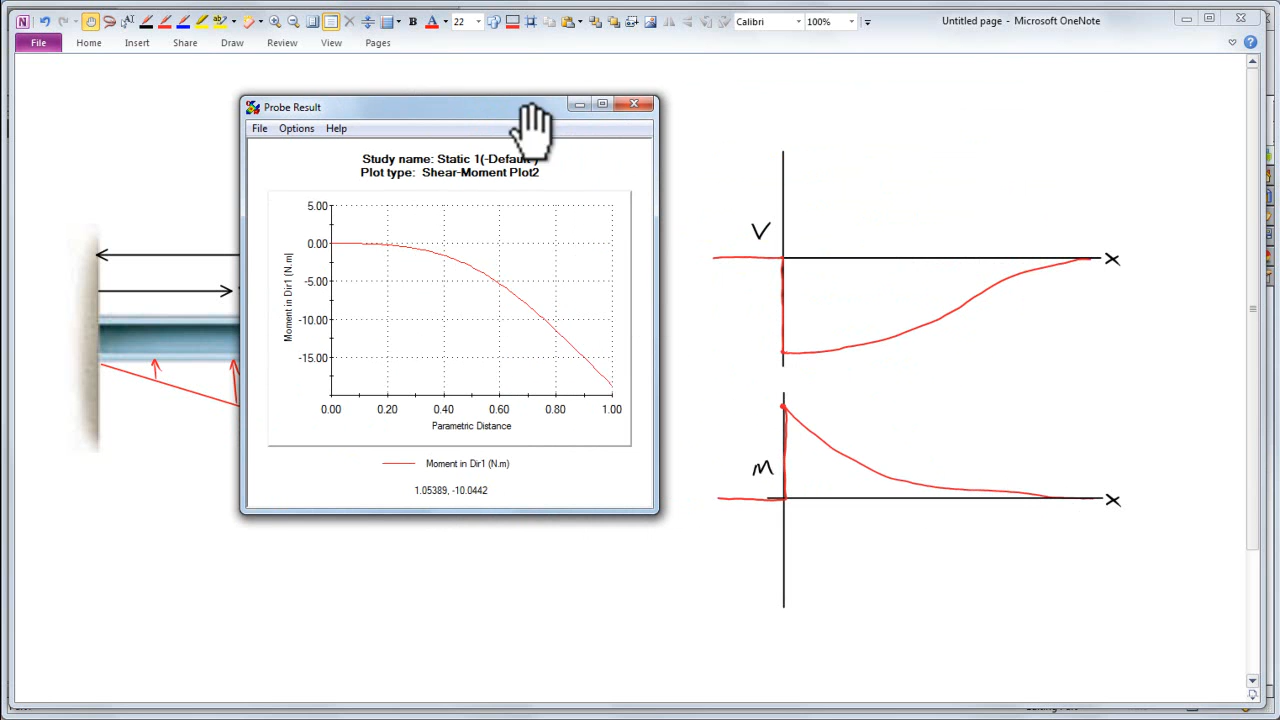 22
Calibri
100%
Untitled page - Microsoft OneNote
File Home Insert Share Draw Review View Pages
Probe Result
File Options Help
Study name: Static 1(-Default-)
Plot type: Shear-Moment Plot2
Moment in Dir1 (N.m)
5.00
0.00
-5.00
-10.00
-15.00
0.00 0.20 0.40 0.60 0.80 1.00
Parametric Distance
Moment in Dir1 (N.m)
1.05389, -10.0442
V
x
M
x